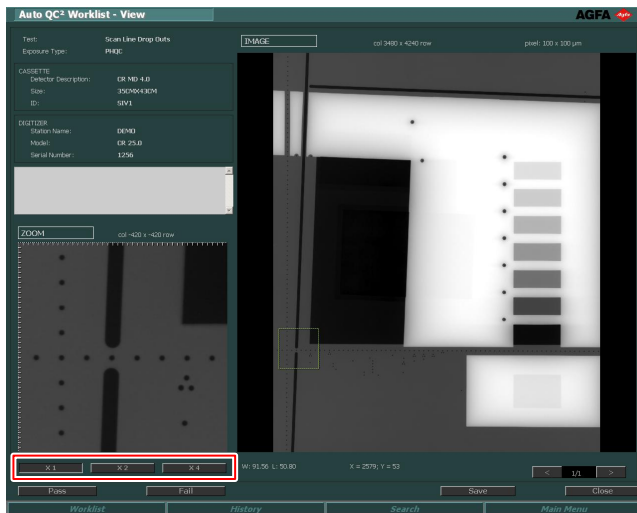 Auto QC² Worklist - View
AGFA
Agfa
Test: Scan Line Drop Outs
Exposure Type: PHQC
CASSETTE
Detector Description: CR MD 4.0
Size: 35CMX43CM
ID: SIV1
DIGITIZER
Station Name: DEMO
Model: CR 25.0
Serial Number: 1256
ZOOM col -420 x -420 row
X 1 X 2 X 4
IMAGE col 3480 x 4240 row pixel: 100 x 100 µm
W: 91.56 L: 50.80 X = 2579; Y = 53
< 1/1 >
Pass Fail Save Close
Worklist History Search Main Menu